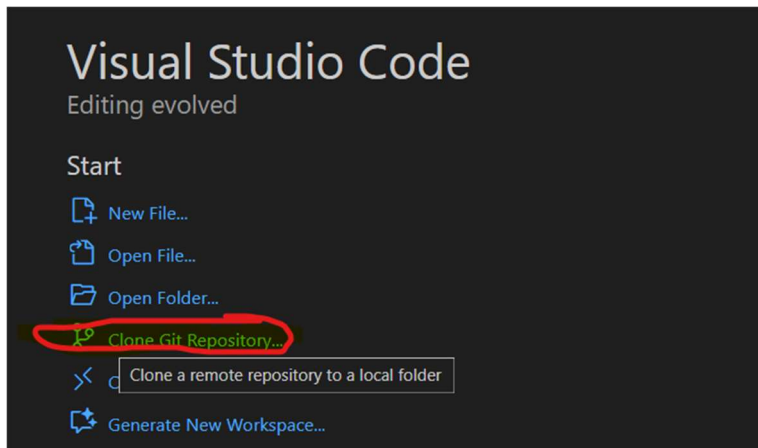 Visual Studio Code
Editing evolved
Start
New File...
Open File...
Open Folder...
Clone Git Repository...
Clone a remote repository to a local folder
Generate New Workspace...